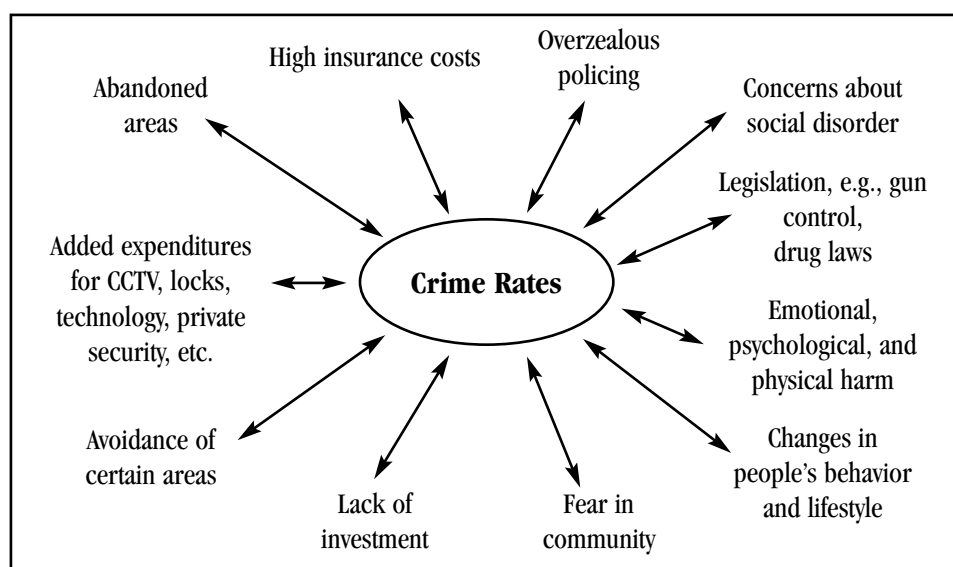 High insurance costs
Overzealous
policing
Abandoned
areas
Concerns about
social disorder
Legislation, e.g., gun
control,
drug laws
Added expenditures
for CCTV, locks,
technology, private
security, etc.
Crime Rates
Emotional,
psychological, and
physical harm
Avoidance of
certain areas
Changes in
people’s behavior
and lifestyle
Lack of
investment
Fear in
community